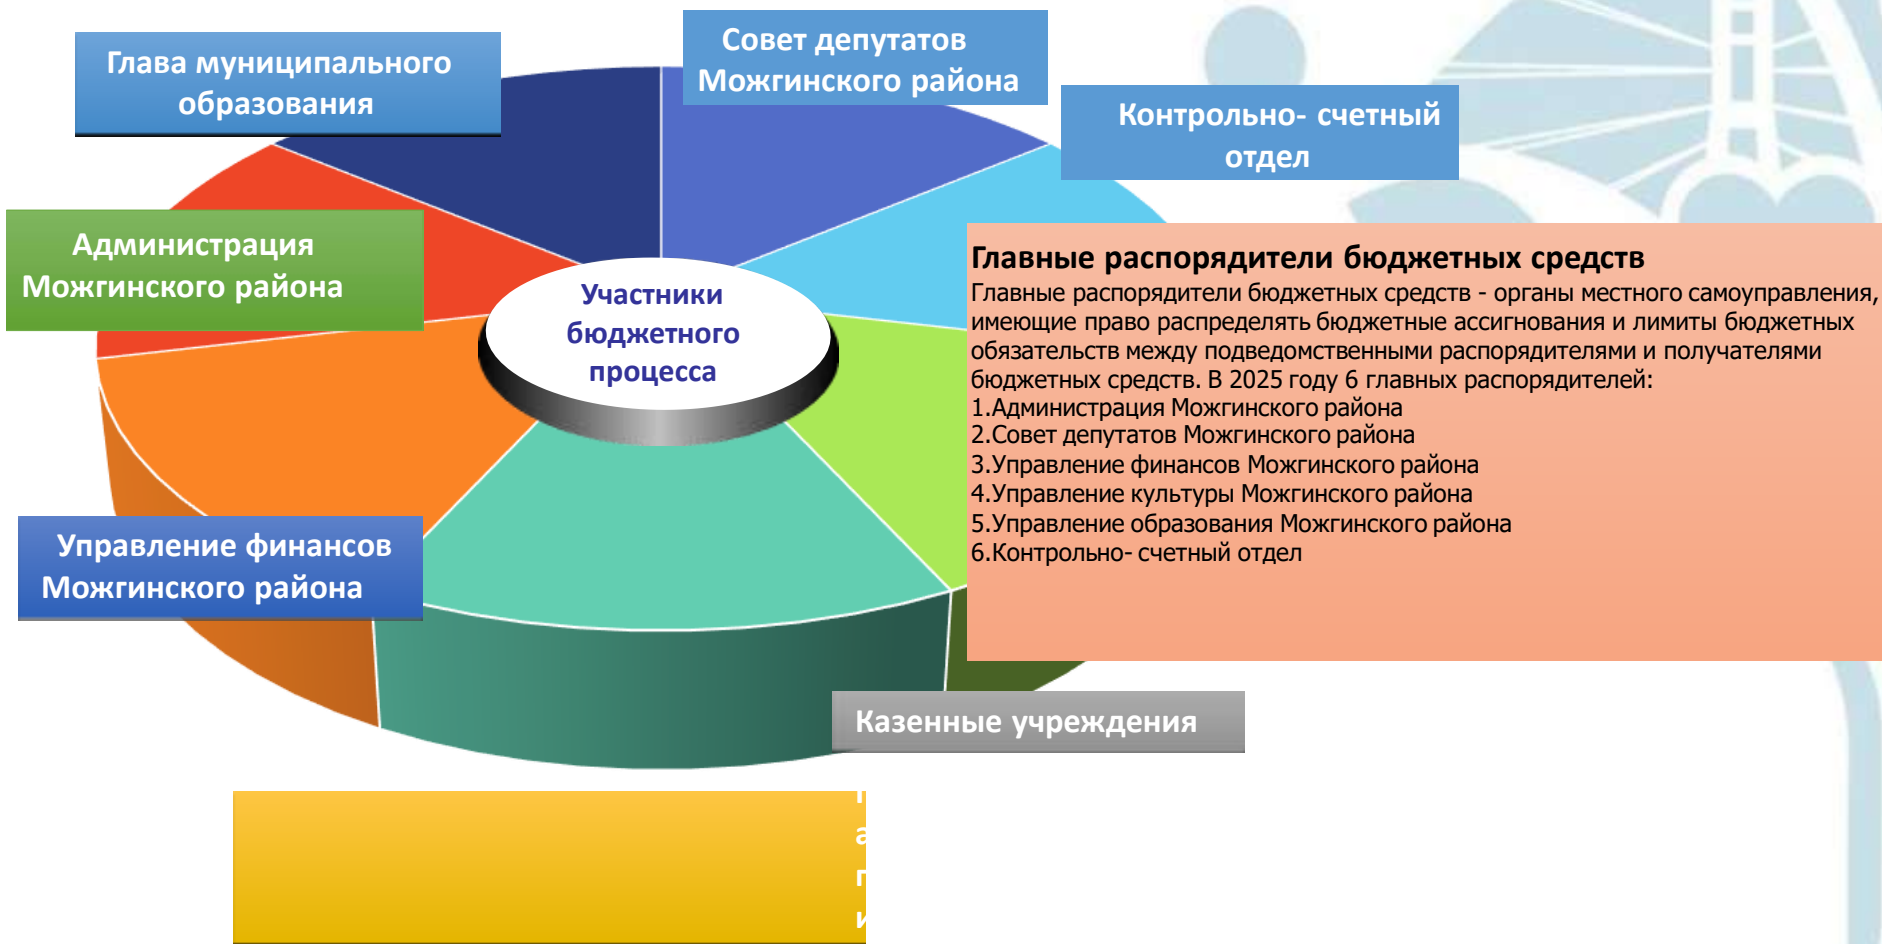 Глава муниципального
образования
Совет депутатов
Можгинского района
Контрольно- счетный
отдел
Администрация
Можгинского района
Участники
бюджетного
процесса
Главные распорядители бюджетных средств
Главные распорядители бюджетных средств - органы местного самоуправления,
имеющие право распределять бюджетные ассигнования и лимиты бюджетных
обязательств между подведомственными распорядителями и получателями
бюджетных средств. В 2025 году 6 главных распорядителей:
1.Администрация Можгинского района
2.Совет депутатов Можгинского района
3.Управление финансов Можгинского района
4.Управление культуры Можгинского района
5.Управление образования Можгинского района
6.Контрольно- счетный отдел
Управление финансов
Можгинского района
Казенные учреждения